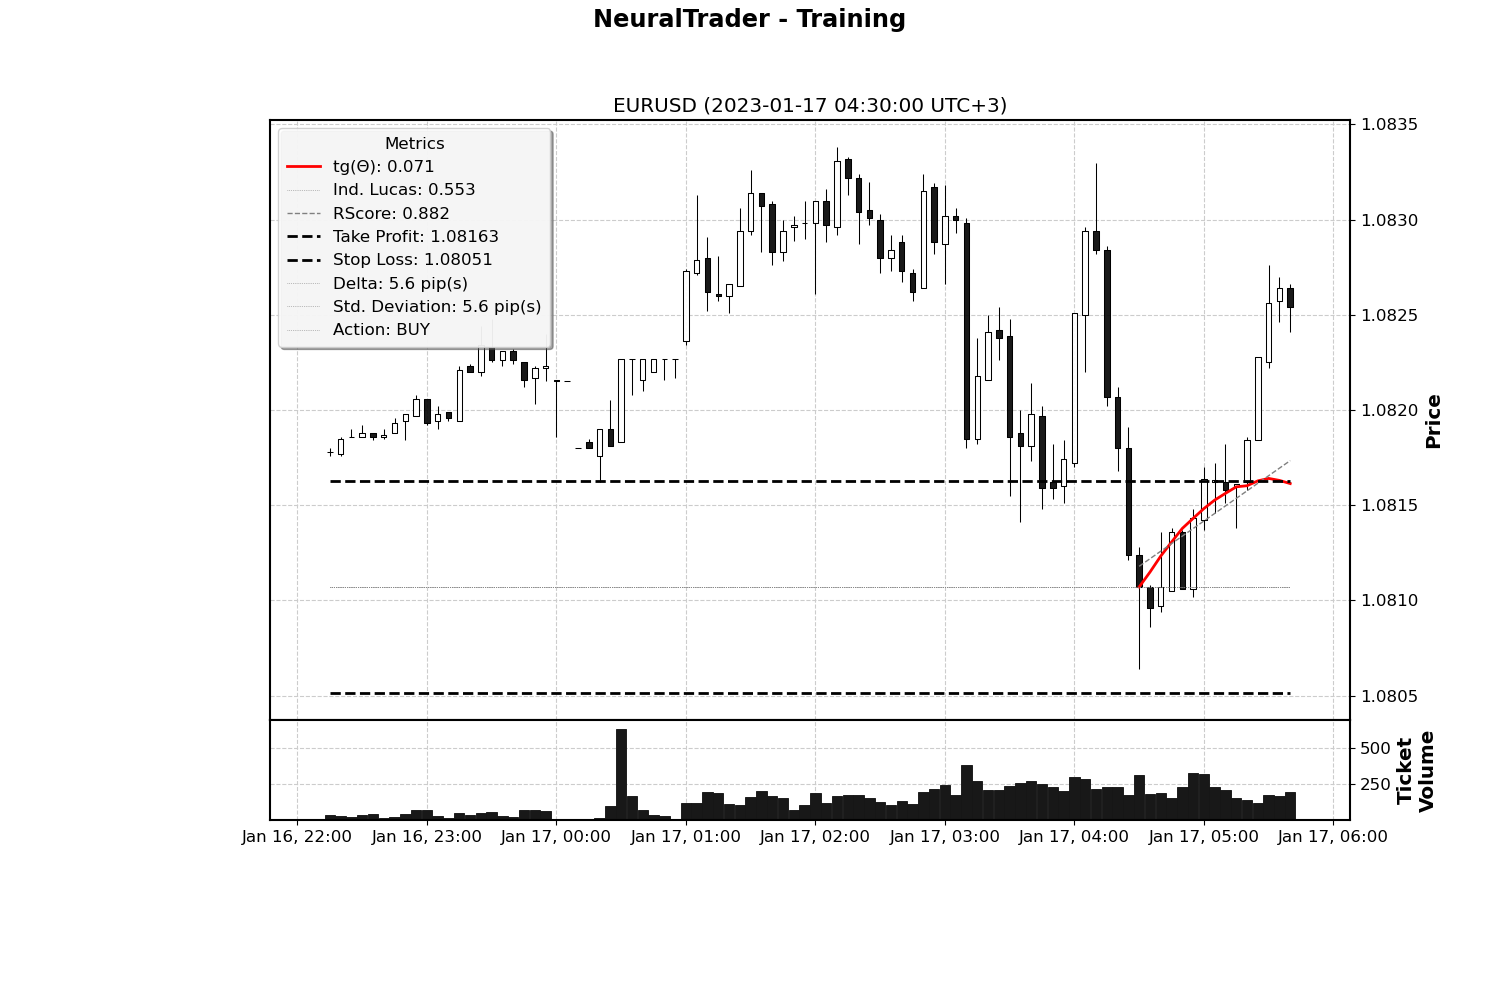 NeuralTrader - Training
EURUSD (2023-01-17 04:30:00 UTC+3)
Metrics
tg(Θ): 0.071
Ind. Lucas: 0.553
RScore: 0.882
Take Profit: 1.08163
Stop Loss: 1.08051
Delta: 5.6 pip(s)
Std. Deviation: 5.6 pip(s)
Action: BUY
1.0835
1.0830
1.0825
1.0820
1.0815
1.0810
1.0805
Price
500
250
Ticket
Volume
Jan 16, 22:00
Jan 16, 23:00
Jan 17, 00:00
Jan 17, 01:00
Jan 17, 02:00
Jan 17, 03:00
Jan 17, 04:00
Jan 17, 05:00
Jan 17, 06:00